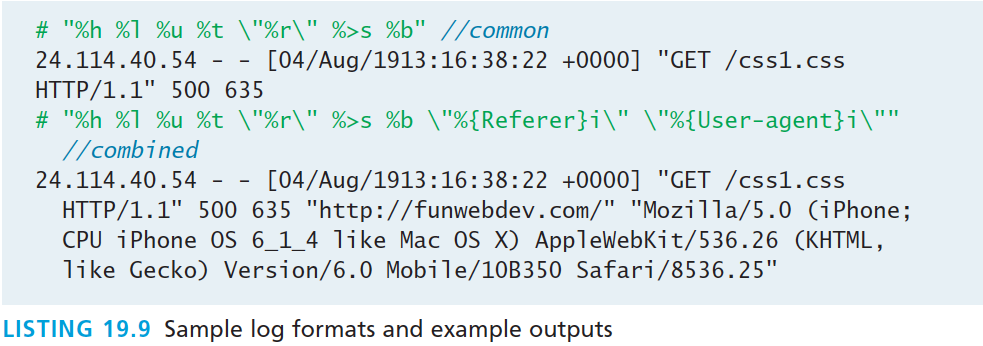 # "%h %l %u %t \"%r\" %>s %b" //common
24.114.40.54 - - [04/Aug/1913:16:38:22 +0000] "GET /css1.css
HTTP/1.1" 500 635
# "%h %l %u %t \"%r\" %>s %b \"%{Referer}i\" \"%{User-agent}i\""
//combined
24.114.40.54 - - [04/Aug/1913:16:38:22 +0000] "GET /css1.css
HTTP/1.1" 500 635 "http://funwebdev.com/" "Mozilla/5.0 (iPhone;
CPU iPhone OS 6_1_4 like Mac OS X) AppleWebKit/536.26 (KHTML,
like Gecko) Version/6.0 Mobile/10B350 Safari/8536.25"
LISTING 19.9 Sample log formats and example outputs